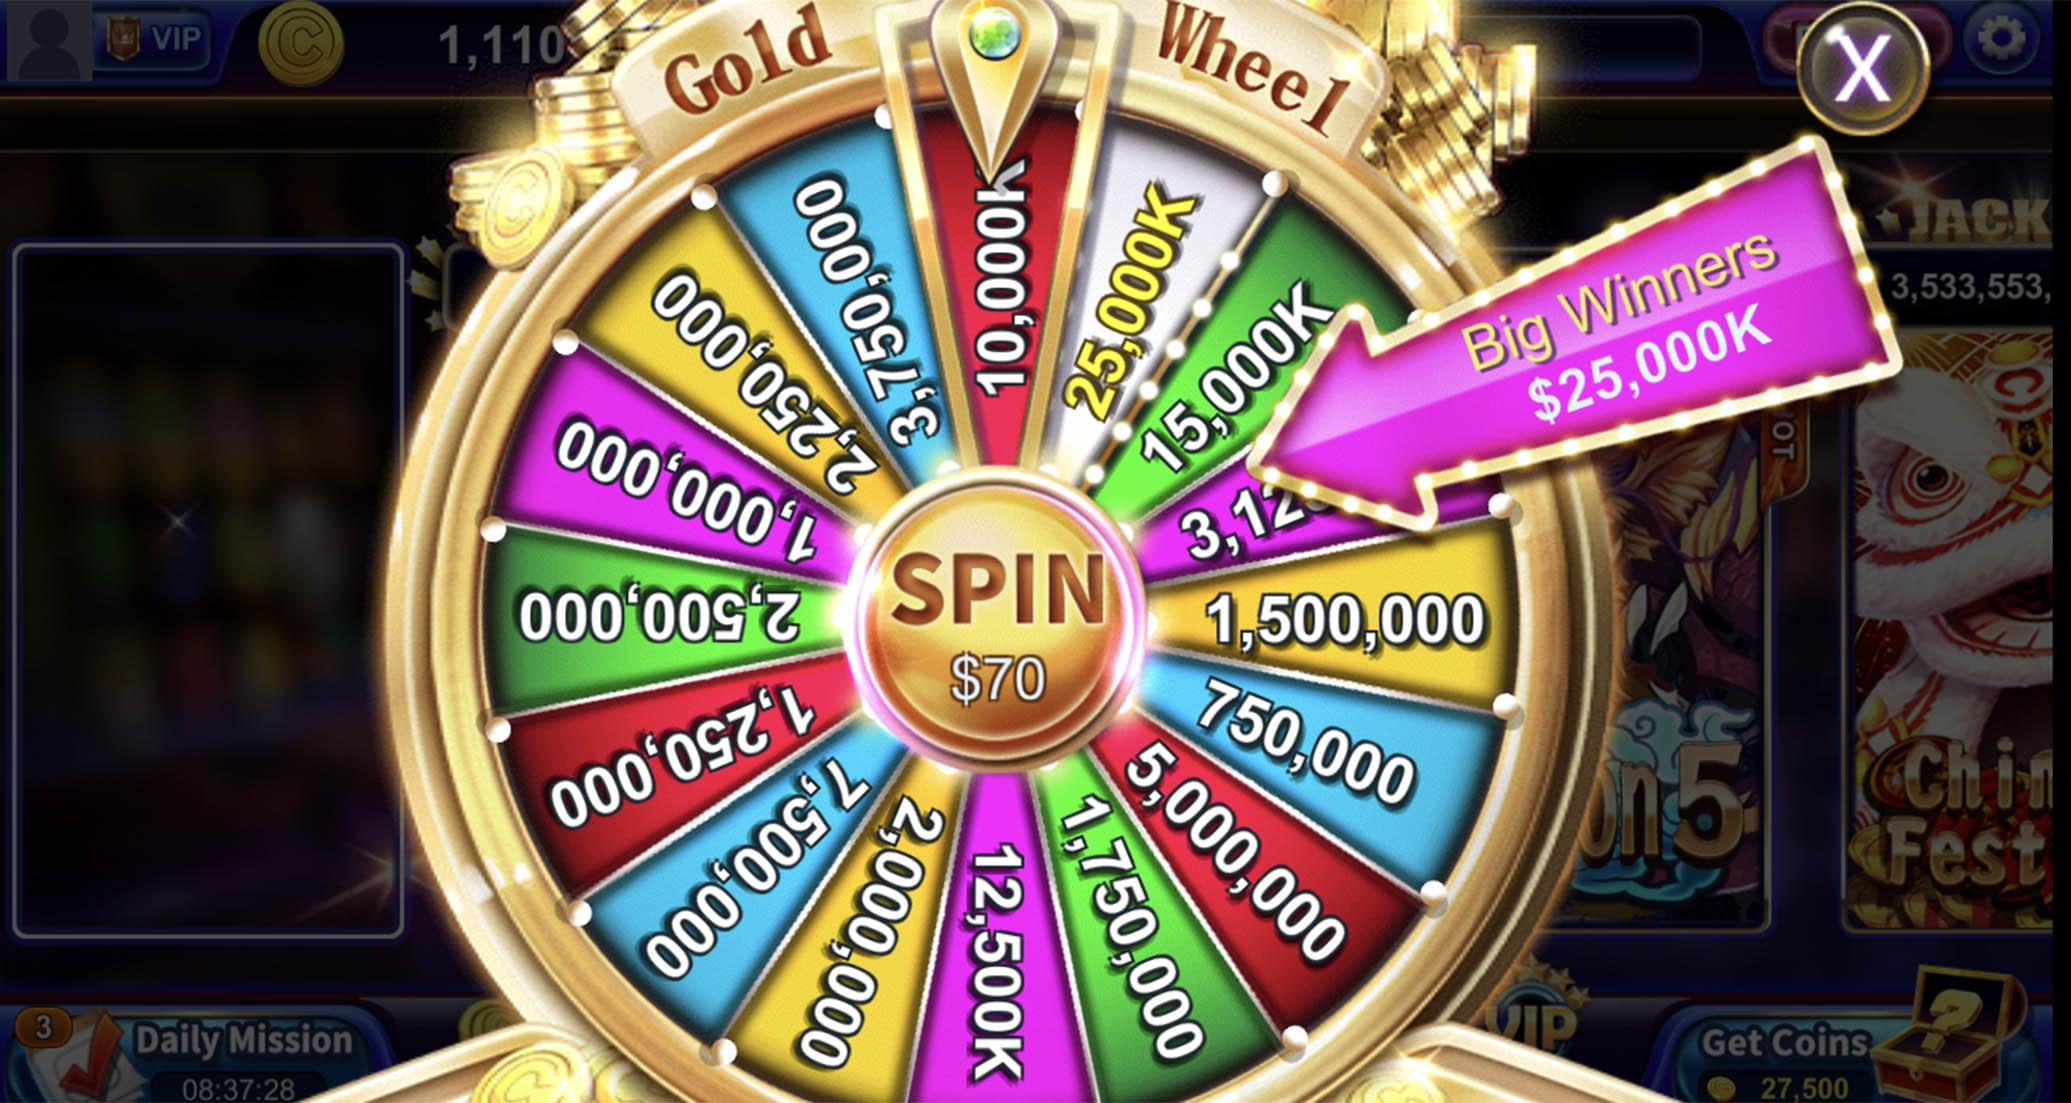 VIP
1,110
Gold Wheel
X
JACK
3,533,553,
Big Winners
$25,000K
10,000K
25,000K
15,000K
3,12
1,500,000
750,000
5,000,000
1,750,000
12,500K
2,000,000
7,500,000
1,250,000
2,500,000
1,000,000
2,250,000
3,750,000
SPIN
$70
OT
on 5
Chin
Fest
3
Daily Mission
08:37:28
VIP
Get Coins
?
27,500